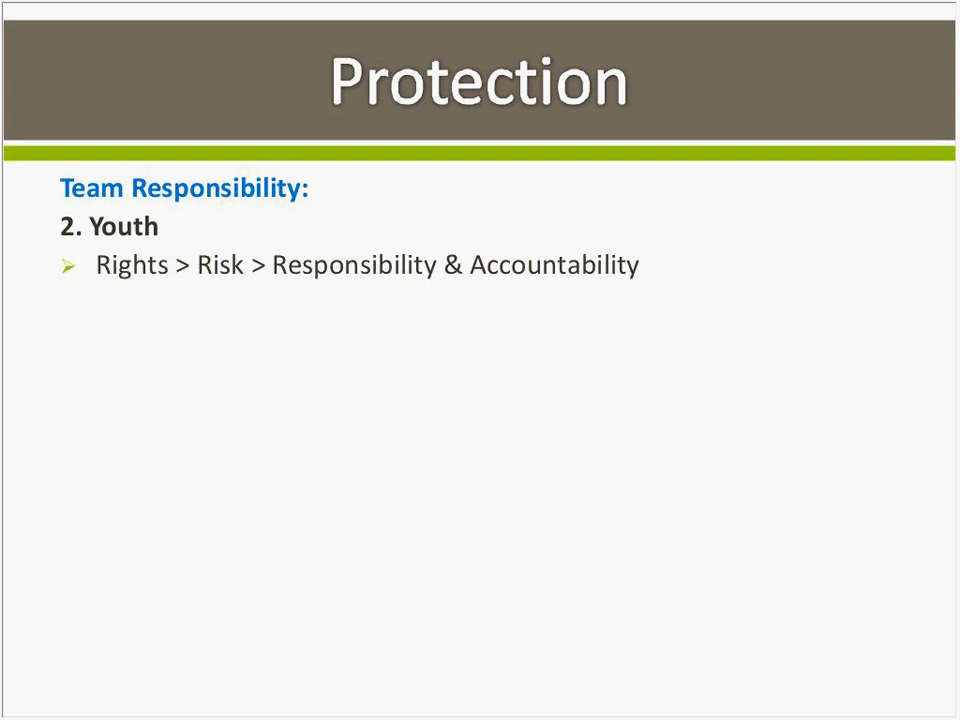 Protection
Team Responsibility:
2. Youth
Rights > Risk > Responsibility & Accountability